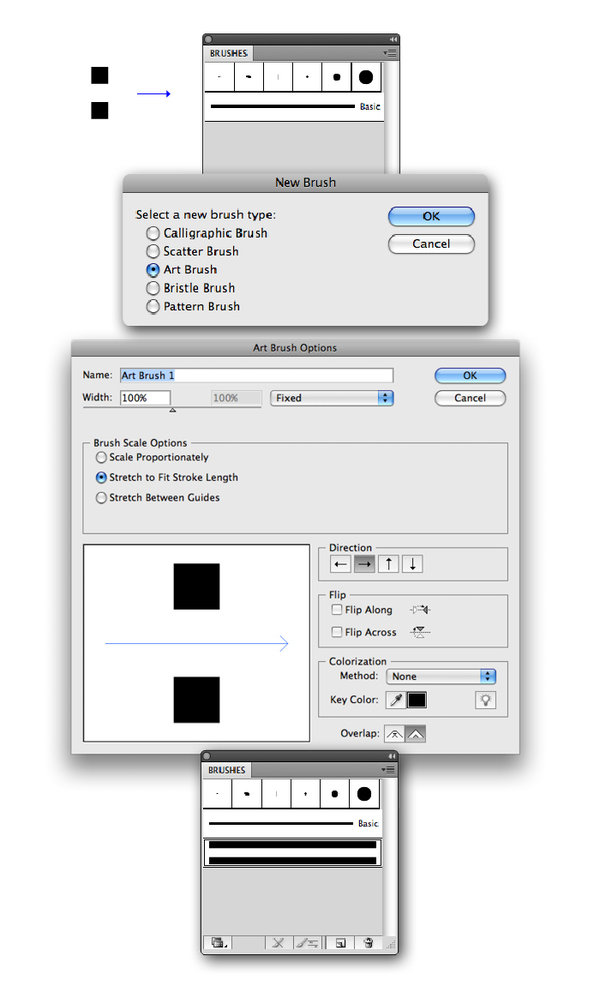 BRUSHES
Basic
New Brush
Select a new brush type:
Calligraphic Brush
Scatter Brush
Art Brush
Bristle Brush
Pattern Brush
OK
Cancel
Art Brush Options
Name: Art Brush 1
OK
Width: 100% 100% Fixed
Cancel
Brush Scale Options
Scale Proportionately
Stretch to Fit Stroke Length
Stretch Between Guides
Direction
Flip
Flip Along
Flip Across
Colorization
Method: None
Key Color:
Overlap:
BRUSHES
Basic